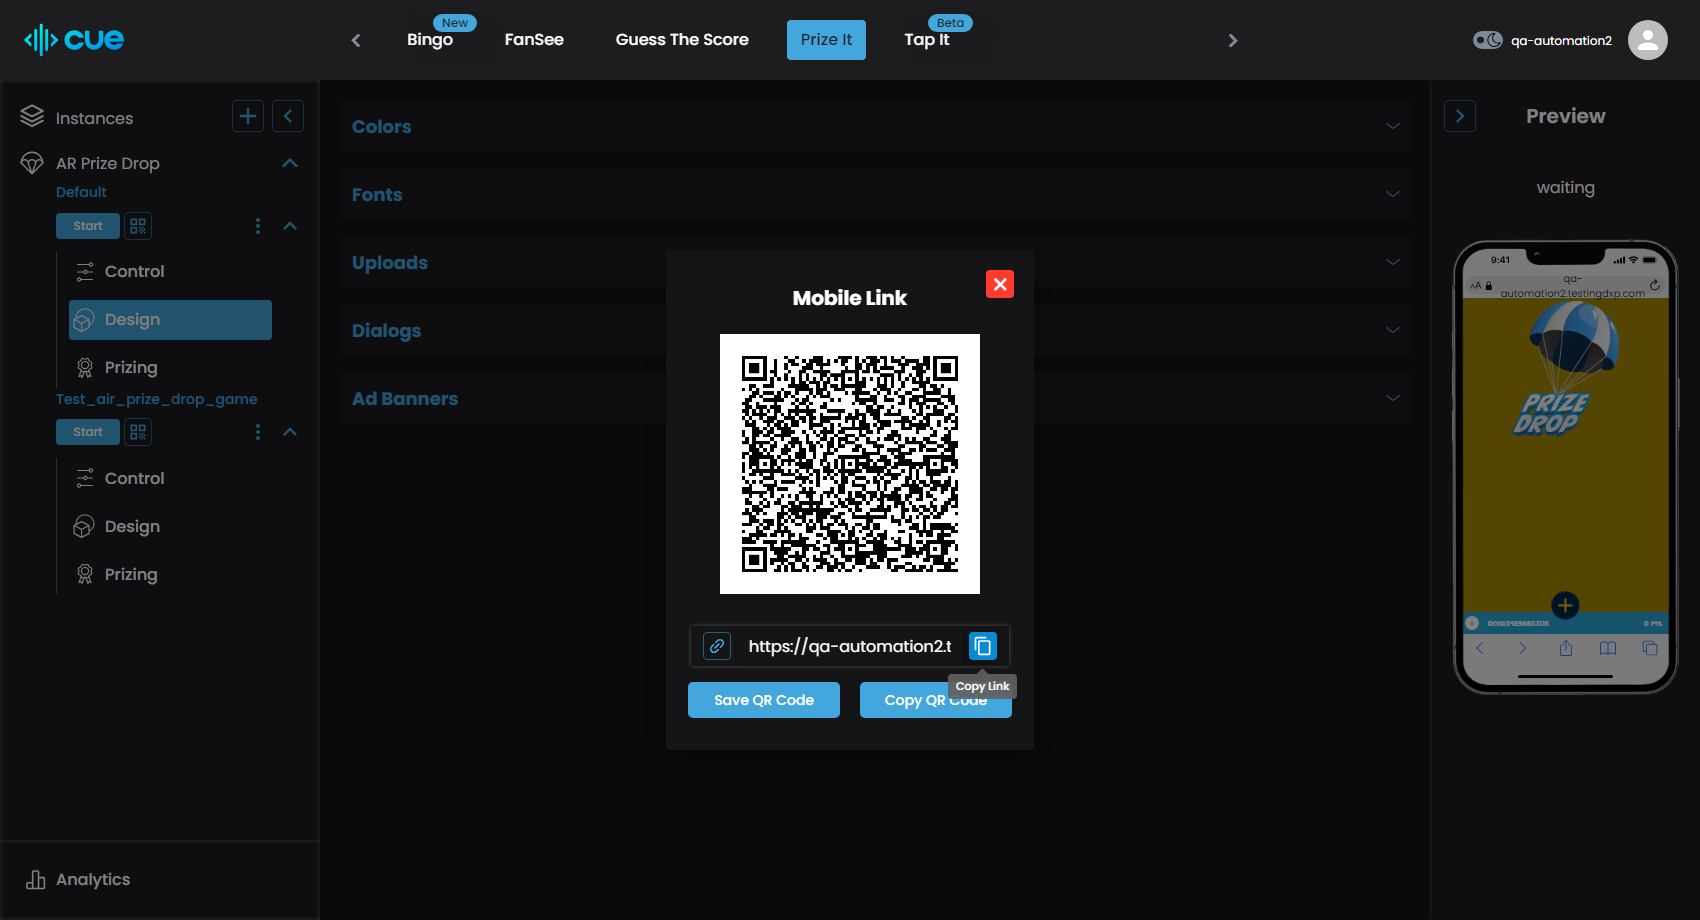 cue
New
Bingo
FanSee
Guess The Score
Prize It
Beta
Tap It
qa-automation2
Instances
AR Prize Drop
Default
Start
Control
Design
Prizing
Test_air_prize_drop_game
Start
Control
Design
Prizing
Analytics
Colors
Fonts
Uploads
Dialogs
Ad Banners
Mobile Link
https://qa-automation2.t
Copy Link
Save QR Code
Copy QR Code
Preview
waiting
9:41
AA
qa-
automation2.testingdxp.com
PRIZE
DROP
0 PTS.